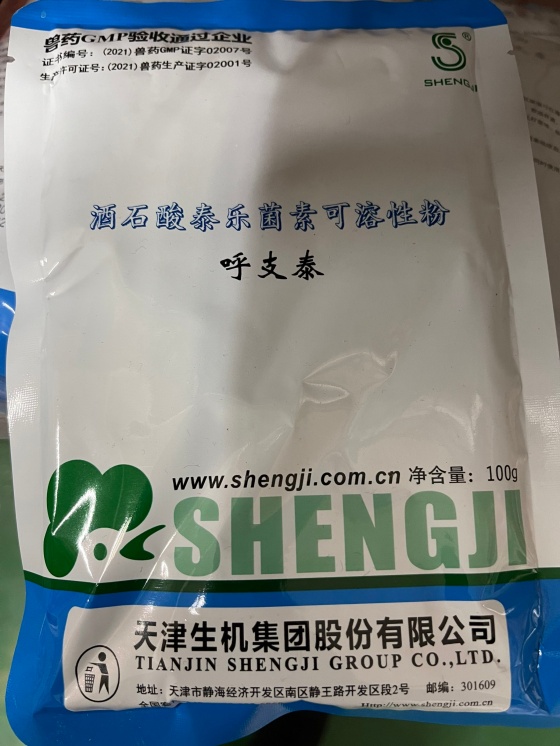 兽药GMP验收通过企业
证书编号：(2021)兽药GMP证字02007号
生产许可证号：(2021)兽药生产证字02001号
SHENGJI
酒石酸泰乐菌素可溶性粉
呼支泰
www.shengji.com.cn 净含量：100g
SHENGJI
天津生机集团股份有限公司
TIANJIN SHENGJI GROUP CO.,LTD.
地址：天津市静海经济开发区南区静王路开发区段2号 邮编：301609
Http://www.shengji.com.cn